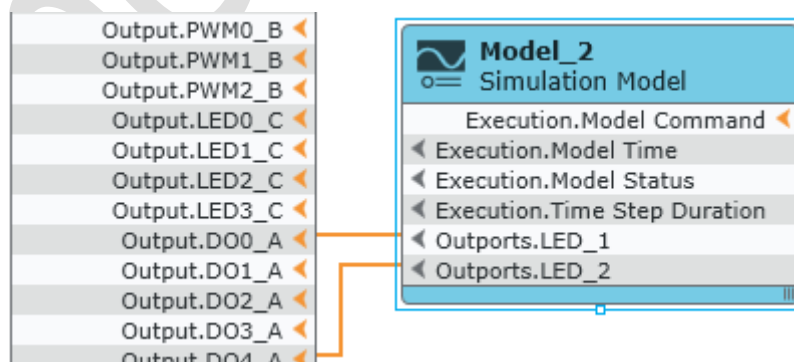 Output.PWM0_B
Output.PWM1_B
Output.PWM2_B
Output.LED0_C
Output.LED1_C
Output.LED2_C
Output.LED3_C
Output.DO0_A
Output.DO1_A
Output.DO2_A
Output.DO3_A
Output.DO4_A
Model_2
Simulation Model
Execution.Model Command
Execution.Model Time
Execution.Model Status
Execution.Time Step Duration
Outports.LED_1
Outports.LED_2